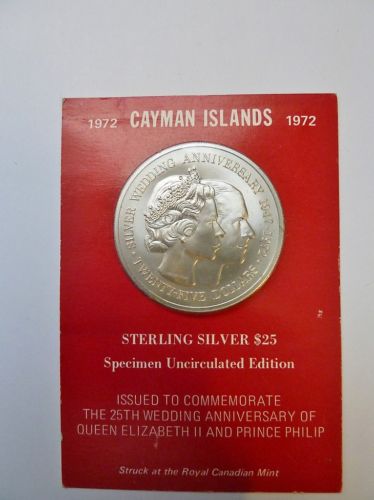 1972 CAYMAN ISLANDS 1972
SILVER WEDDING ANNIVERSARY 1947-1972
TWENTY-FIVE DOLLARS
STERLING SILVER $25
Specimen Uncirculated Edition
ISSUED TO COMMEMORATE
THE 25TH WEDDING ANNIVERSARY OF
QUEEN ELIZABETH II AND PRINCE PHILIP
Struck at the Royal Canadian Mint